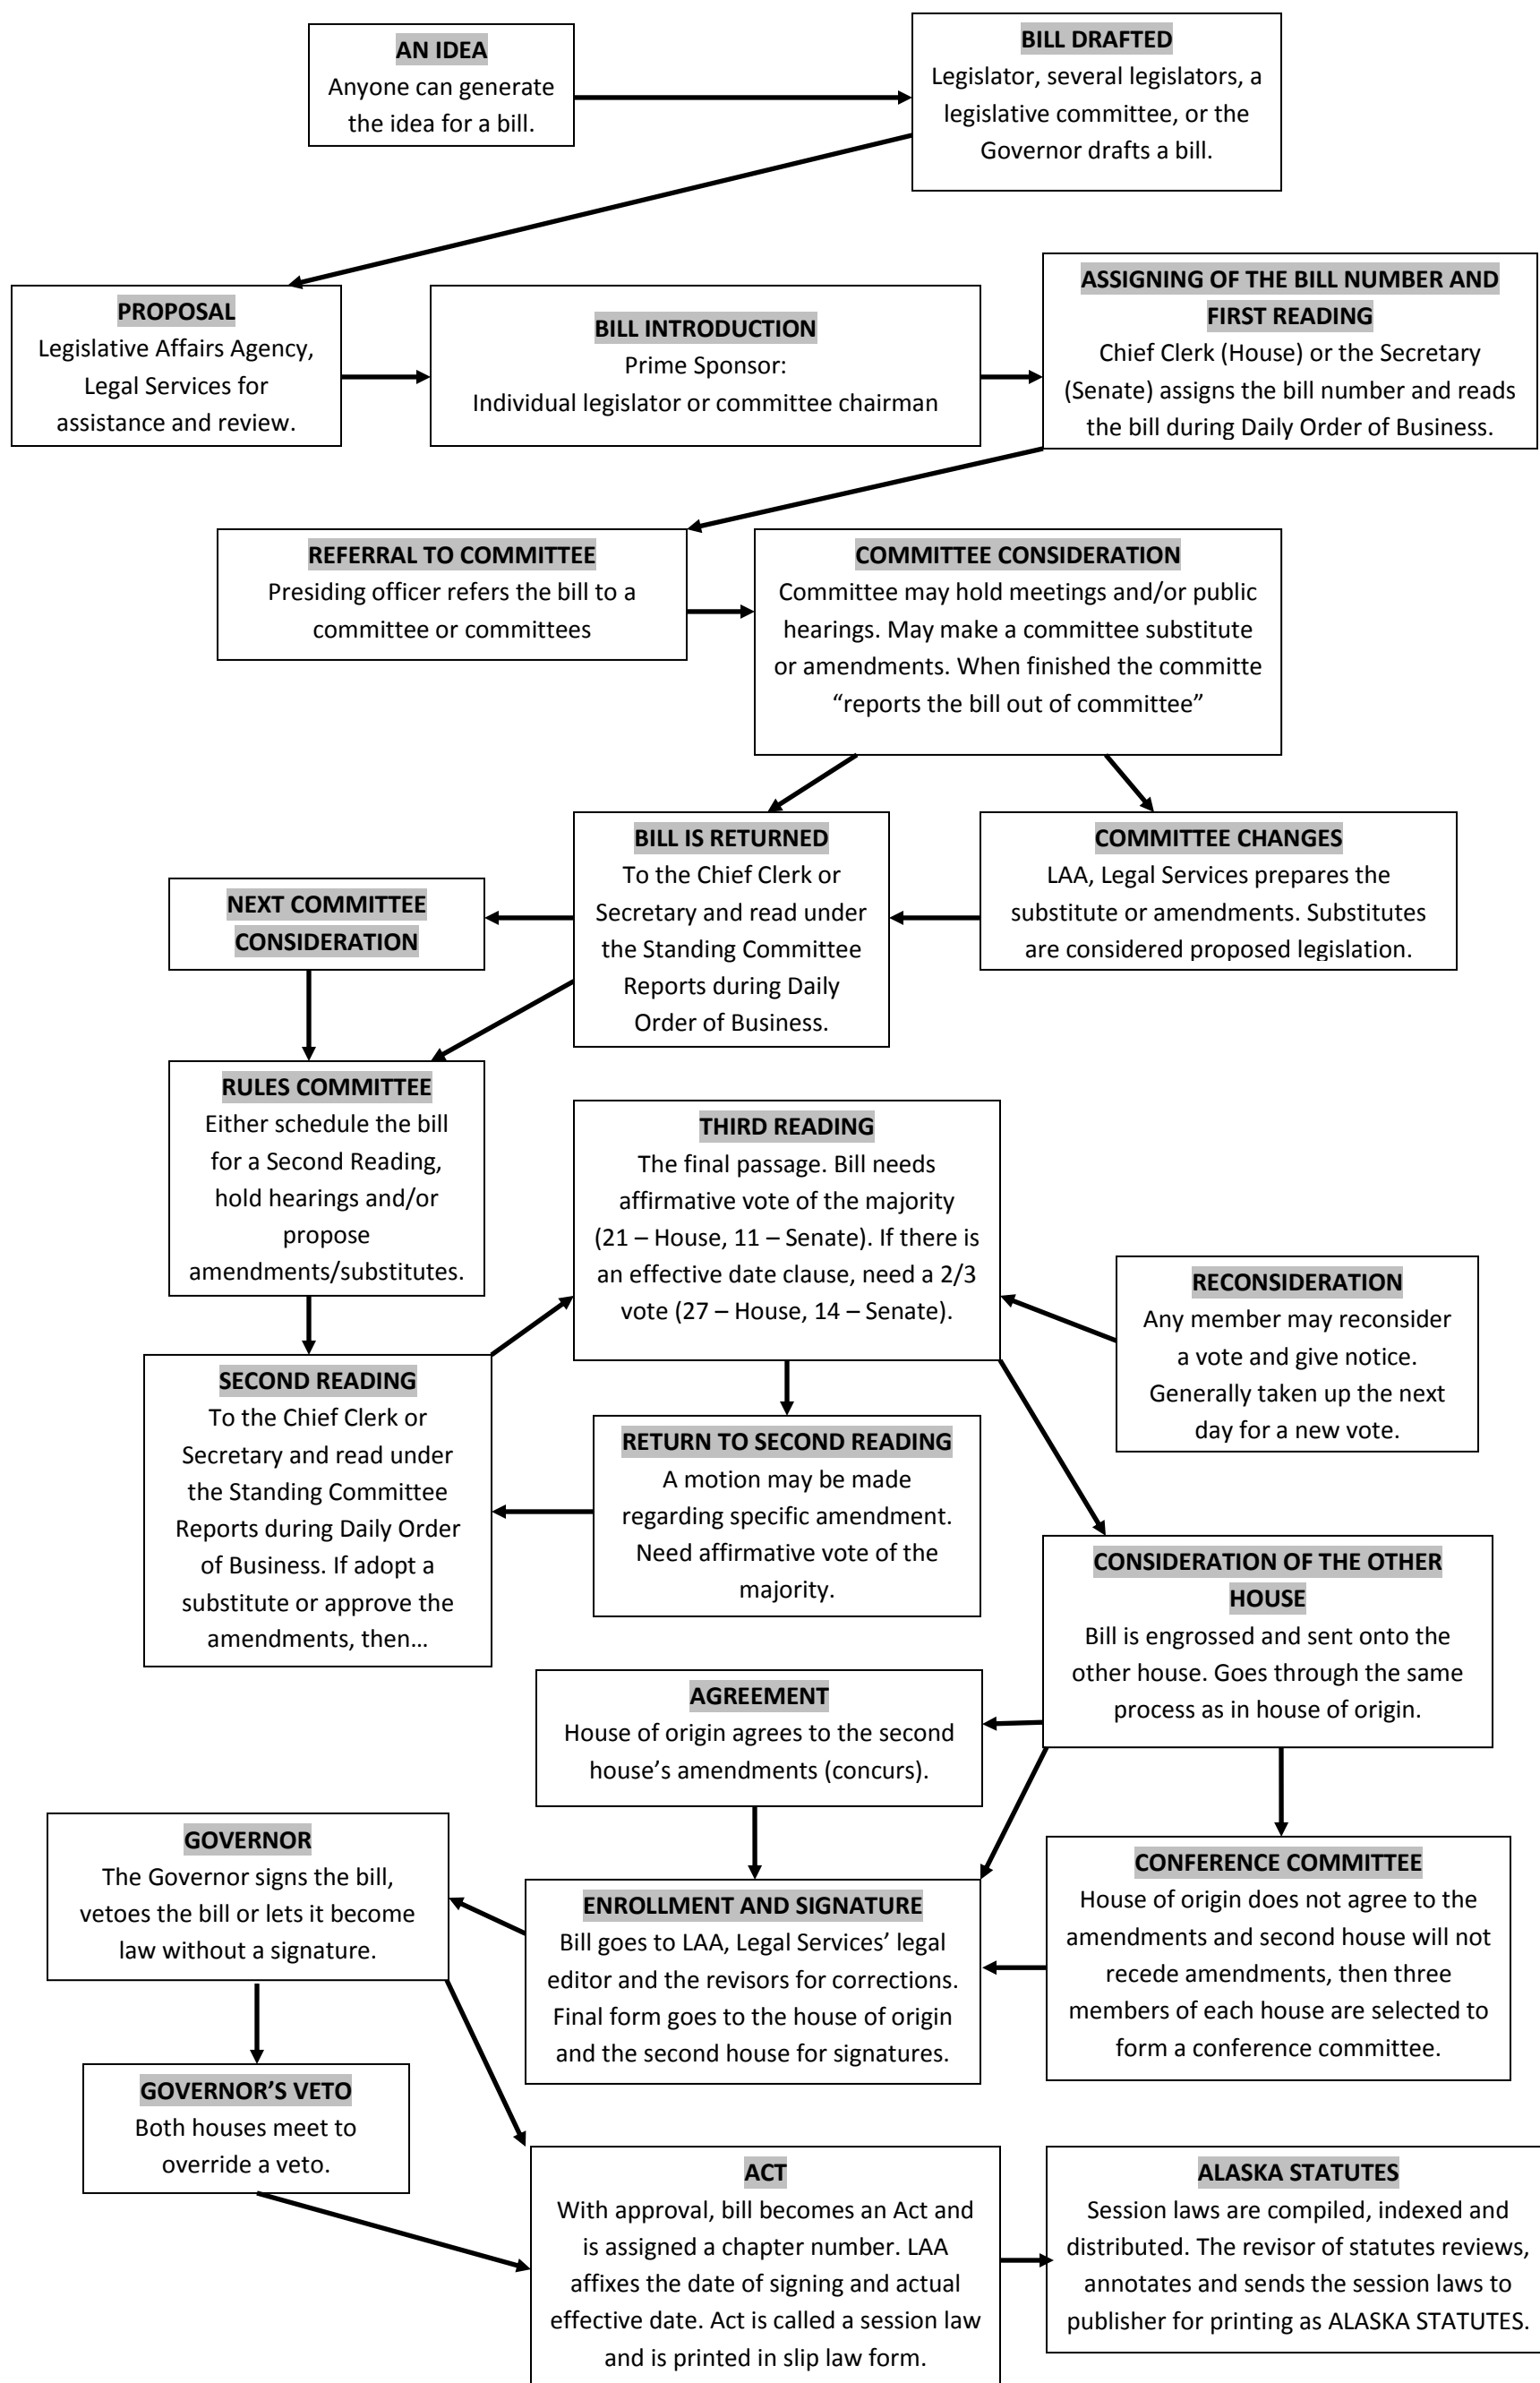 AN IDEA
Anyone can generate
the idea for a bill.
BILL DRAFTED
Legislator, several legislators, a
legislative committee, or the
Governor drafts a bill.
PROPOSAL
Legislative Affairs Agency,
Legal Services for
assistance and review.
BILL INTRODUCTION
Prime Sponsor:
Individual legislator or committee chairman
ASSIGNING OF THE BILL NUMBER AND
FIRST READING
Chief Clerk (House) or the Secretary
(Senate) assigns the bill number and reads
the bill during Daily Order of Business.
REFERRAL TO COMMITTEE
Presiding officer refers the bill to a
committee or committees
COMMITTEE CONSIDERATION
Committee may hold meetings and/or public
hearings. May make a committee substitute
or amendments. When finished the committe
“reports the bill out of committee”
BILL IS RETURNED
To the Chief Clerk or
Secretary and read under
the Standing Committee
Reports during Daily
Order of Business.
COMMITTEE CHANGES
LAA, Legal Services prepares the
substitute or amendments. Substitutes
are considered proposed legislation.
NEXT COMMITTEE
CONSIDERATION
RULES COMMITTEE
Either schedule the bill
for a Second Reading,
hold hearings and/or
propose
amendments/substitutes.
THIRD READING
The final passage. Bill needs
affirmative vote of the majority
(21 – House, 11 – Senate). If there is
an effective date clause, need a 2/3
vote (27 – House, 14 – Senate).
RECONSIDERATION
Any member may reconsider
a vote and give notice.
Generally taken up the next
day for a new vote.
SECOND READING
To the Chief Clerk or
Secretary and read under
the Standing Committee
Reports during Daily Order
of Business. If adopt a
substitute or approve the
amendments, then…
RETURN TO SECOND READING
A motion may be made
regarding specific amendment.
Need affirmative vote of the
majority.
CONSIDERATION OF THE OTHER
HOUSE
Bill is engrossed and sent onto the
other house. Goes through the same
process as in house of origin.
AGREEMENT
House of origin agrees to the second
house’s amendments (concurs).
GOVERNOR
The Governor signs the bill,
vetoes the bill or lets it become
law without a signature.
ENROLLMENT AND SIGNATURE
Bill goes to LAA, Legal Services’ legal
editor and the revisors for corrections.
Final form goes to the house of origin
and the second house for signatures.
CONFERENCE COMMITTEE
House of origin does not agree to the
amendments and second house will not
recede amendments, then three
members of each house are selected to
form a conference committee.
GOVERNOR’S VETO
Both houses meet to
override a veto.
ACT
With approval, bill becomes an Act and
is assigned a chapter number. LAA
affixes the date of signing and actual
effective date. Act is called a session law
and is printed in slip law form.
ALASKA STATUTES
Session laws are compiled, indexed and
distributed. The revisor of statutes reviews,
annotates and sends the session laws to
publisher for printing as ALASKA STATUTES.